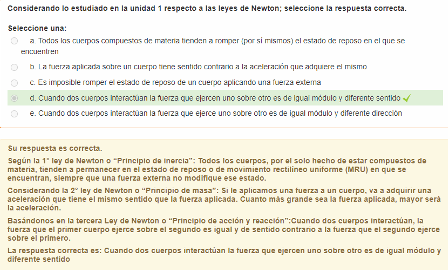 Considerando lo estudiado en la unidad 1 respecto a las leyes de Newton; seleccione la respuesta correcta.
Seleccione una:
a. Todos los cuerpos compuestos de materia tienden a romper (por sí mismos) el estado de reposo en el que se
encuentren
b. La fuerza aplicada sobre un cuerpo tiene sentido contrario a la aceleración que adquiere el mismo
c. Es imposible romper el estado de reposo de un cuerpo aplicando una fuerza externa
d. Cuando dos cuerpos interactúan la fuerza que ejercen uno sobre otro es de igual módulo y diferente sentido
e. Cuando dos cuerpos interactúan la fuerza que ejercen uno sobre otro es de igual módulo y diferente dirección
Su respuesta es correcta.
Según la 1° ley de Newton o "Principio de inercia": Todos los cuerpos, por el solo hecho de estar compuestos de
materia, tienden a permanecer en el estado de reposo o de movimiento rectilíneo uniforme (MRU) en que se
encuentran, siempre que una fuerza externa no modifique ese estado.
Considerando la 2° ley de Newton o "Principio de masa": Si le aplicamos una fuerza a un cuerpo, va a adquirir una
aceleración que tiene el mismo sentido que la fuerza aplicada. Cuanto más grande sea la fuerza aplicada, mayor será
la aceleración.
Basándonos en la tercera Ley de Newton o "Principio de acción y reacción":Cuando dos cuerpos interactúan, la
fuerza que el primer cuerpo ejerce sobre el segundo es igual y de sentido contrario a la fuerza que el segundo ejerce
sobre el primero.
La respuesta correcta es: Cuando dos cuerpos interactúan la fuerza que ejercen uno sobre otro es de igual módulo y
diferente sentido